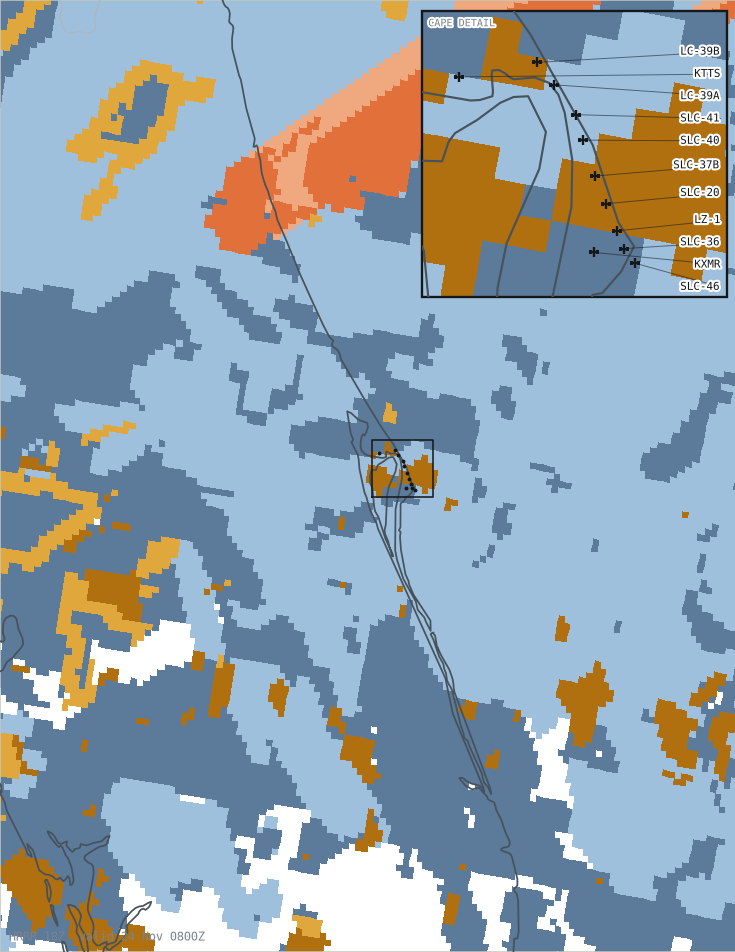 CAPE DETAIL
LC-39B
KTTS
LC-39A
SLC-41
SLC-40
SLC-37B
SLC-20
LZ-1
SLC-36
KXMR
SLC-46
Nov 0800Z